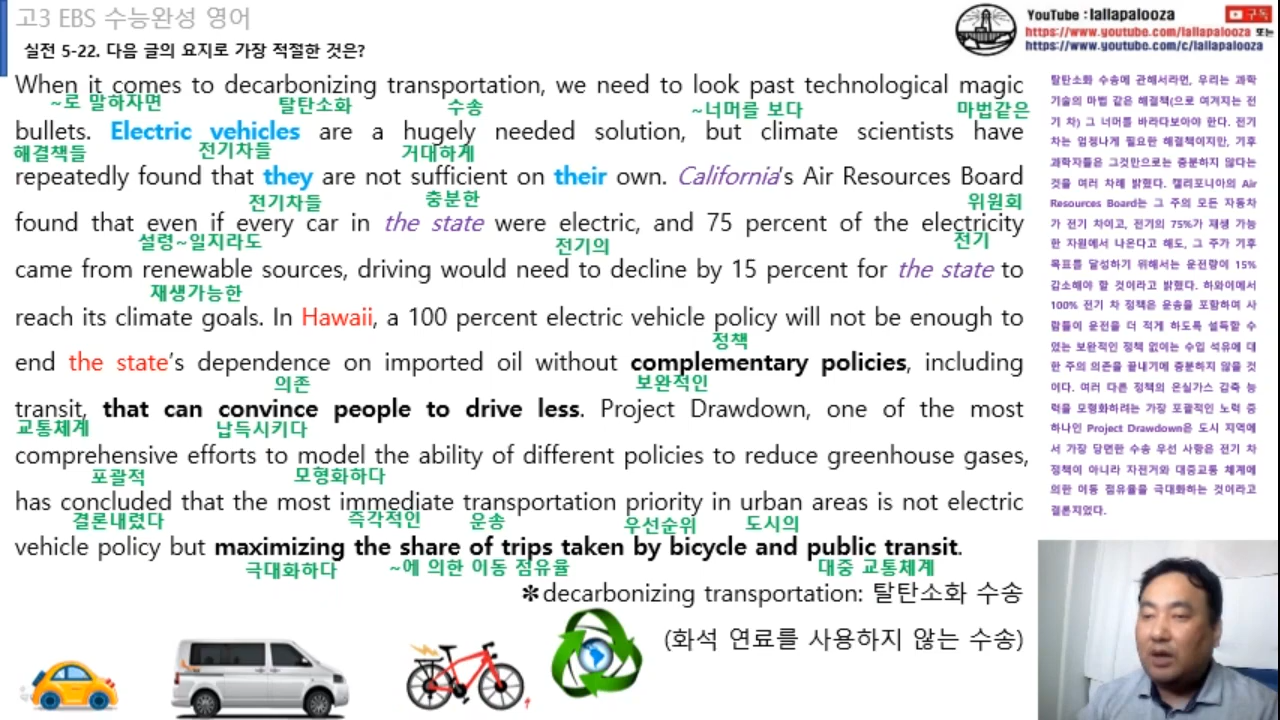 고3 EBS 수능완성 영어
YouTube : lallapalooza 구독
https://www.youtube.com/lallapalooza 또는
https://www.youtube.com/c/lallapalooza
실전 5-22. 다음 글의 요지로 가장 적절한 것은?
When it comes to decarbonizing transportation, we need to look past technological magic
~로 말하자면 탈탄소화 수송 ~너머를 보다 마법같은
bullets. Electric vehicles are a hugely needed solution, but climate scientists have
해결책들 전기차들 거대하게
repeatedly found that they are not sufficient on their own. California's Air Resources Board
전기차들 충분한 위원회
found that even if every car in the state were electric, and 75 percent of the electricity
설령~일지라도 전기의 전기
came from renewable sources, driving would need to decline by 15 percent for the state to
재생가능한
reach its climate goals. In Hawaii, a 100 percent electric vehicle policy will not be enough to
정책
end the state's dependence on imported oil without complementary policies, including
의존 보완적인
transit, that can convince people to drive less. Project Drawdown, one of the most
교통체계 납득시키다
comprehensive efforts to model the ability of different policies to reduce greenhouse gases,
포괄적 모형화하다
has concluded that the most immediate transportation priority in urban areas is not electric
결론내렸다 즉각적인 운송 우선순위 도시의
vehicle policy but maximizing the share of trips taken by bicycle and public transit.
극대화하다 ~에 의한 이동 점유율 대중 교통체계
✻decarbonizing transportation: 탈탄소화 수송
(화석 연료를 사용하지 않는 수송)
탈탄소화 수송에 관해서라면, 우리는 과학
기술의 마법 같은 해결책(으로 여겨지는 전
기 차) 그 너머를 바라다보아야 한다. 전기
차는 엄청나게 필요한 해결책이지만, 기후
과학자들은 그것만으로는 충분하지 않다는
것을 여러 차례 밝혔다. 캘리포니아의 Air
Resources Board는 그 주의 모든 자동차
가 전기 차이고, 전기의 75%가 재생 가능
한 자원에서 나온다고 해도, 그 주가 기후
목표를 달성하기 위해서는 운전량이 15%
감소해야 할 것이라고 밝혔다. 하와이에서
100% 전기 차 정책은 운송을 포함하여 사
람들이 운전을 더 적게 하도록 설득할 수
있는 보완적인 정책 없이는 수입 석유에 대
한 주의 의존을 끝내기에 충분하지 않을 것
이다. 여러 다른 정책의 온실가스 감축 능
력을 모형화하려는 가장 포괄적인 노력 중
하나인 Project Drawdown은 도시 지역에
서 가장 당면한 수송 우선 사항은 전기 차
정책이 아니라 자전거와 대중교통 체계에
의한 이동 점유율을 극대화하는 것이라고
결론지었다.